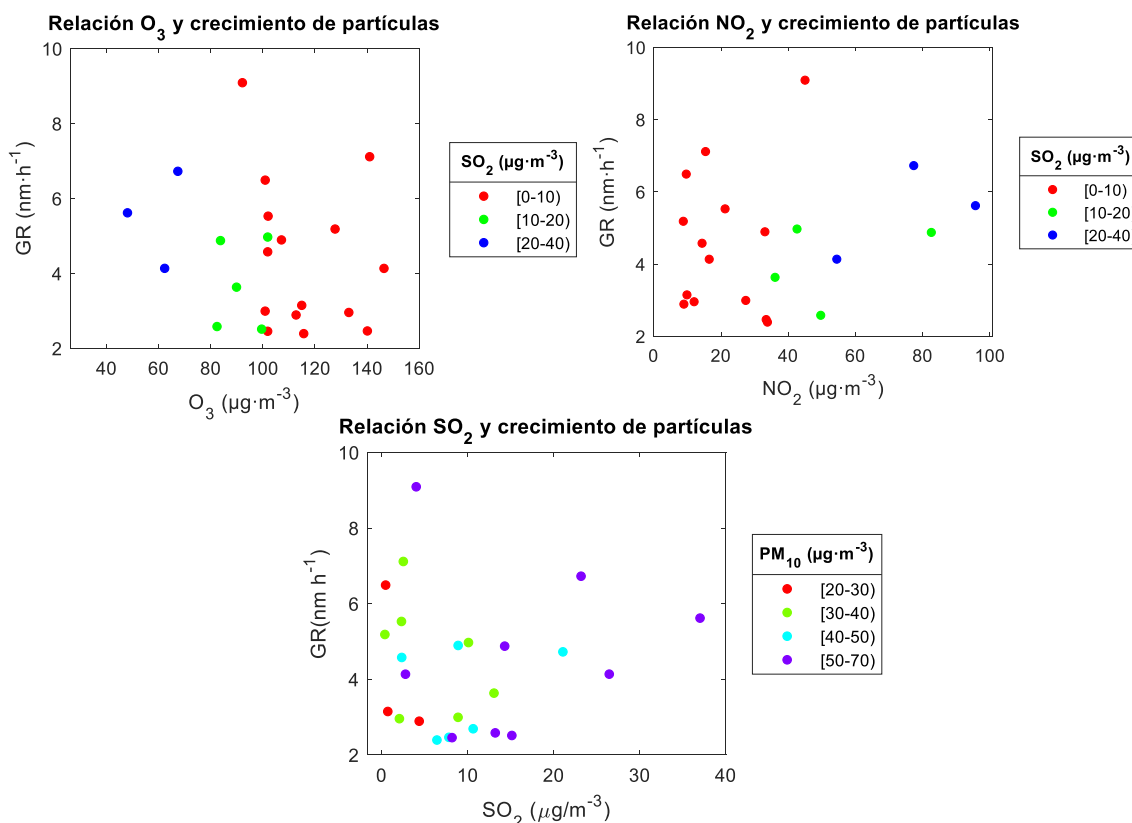 Relación O3 y crecimiento de partículas
10
8
6
4
2
GR (nm·h-1)
40 60 80 100 120 140 160
O3 (µg·m-3)
SO2 (µg·m-3)
[0-10)
[10-20)
[20-40)
Relación NO2 y crecimiento de partículas
10
8
6
4
2
GR (nm·h-1)
0 20 40 60 80 100
NO2 (µg·m-3)
SO2 (µg·m-3)
[0-10)
[10-20)
[20-40)
Relación SO2 y crecimiento de partículas
10
8
6
4
2
GR(nm h-1)
0 10 20 30 40
SO2 (µg/m-3)
PM10 (µg·m-3)
[20-30)
[30-40)
[40-50)
[50-70)